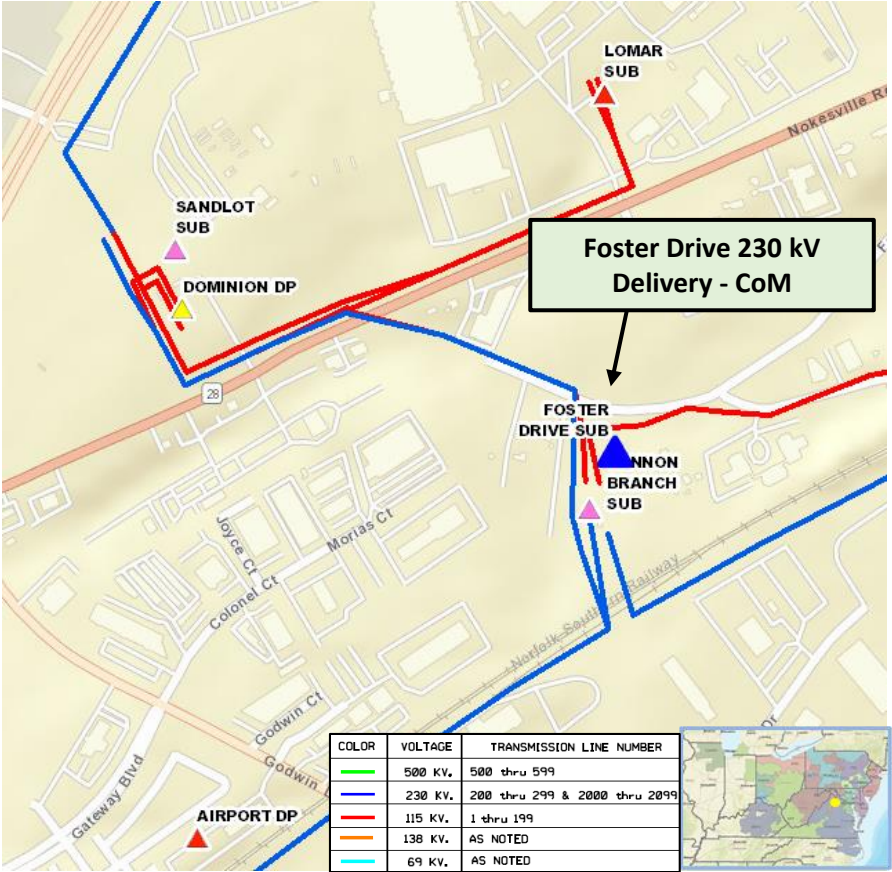 LOMAR
SUB
Nokesville
SANDLOT
SUB
Foster Drive 230 kV
Delivery - CoM
DOMINION DP
28
FOSTER
DRIVE SUB
NNON
BRANCH
SUB
Joyce Ct
Morias Ct
Colonel Ct
Norfolk Southern Railway
Godwin Ct
Dr
Gateway Blvd
Godwin
AIRPORT DP
COLOR VOLTAGE TRANSMISSION LINE NUMBER
500 KV. 500 thru 599
230 KV. 200 thru 299 & 2000 thru 2099
115 KV. 1 thru 199
138 KV. AS NOTED
69 KV. AS NOTED